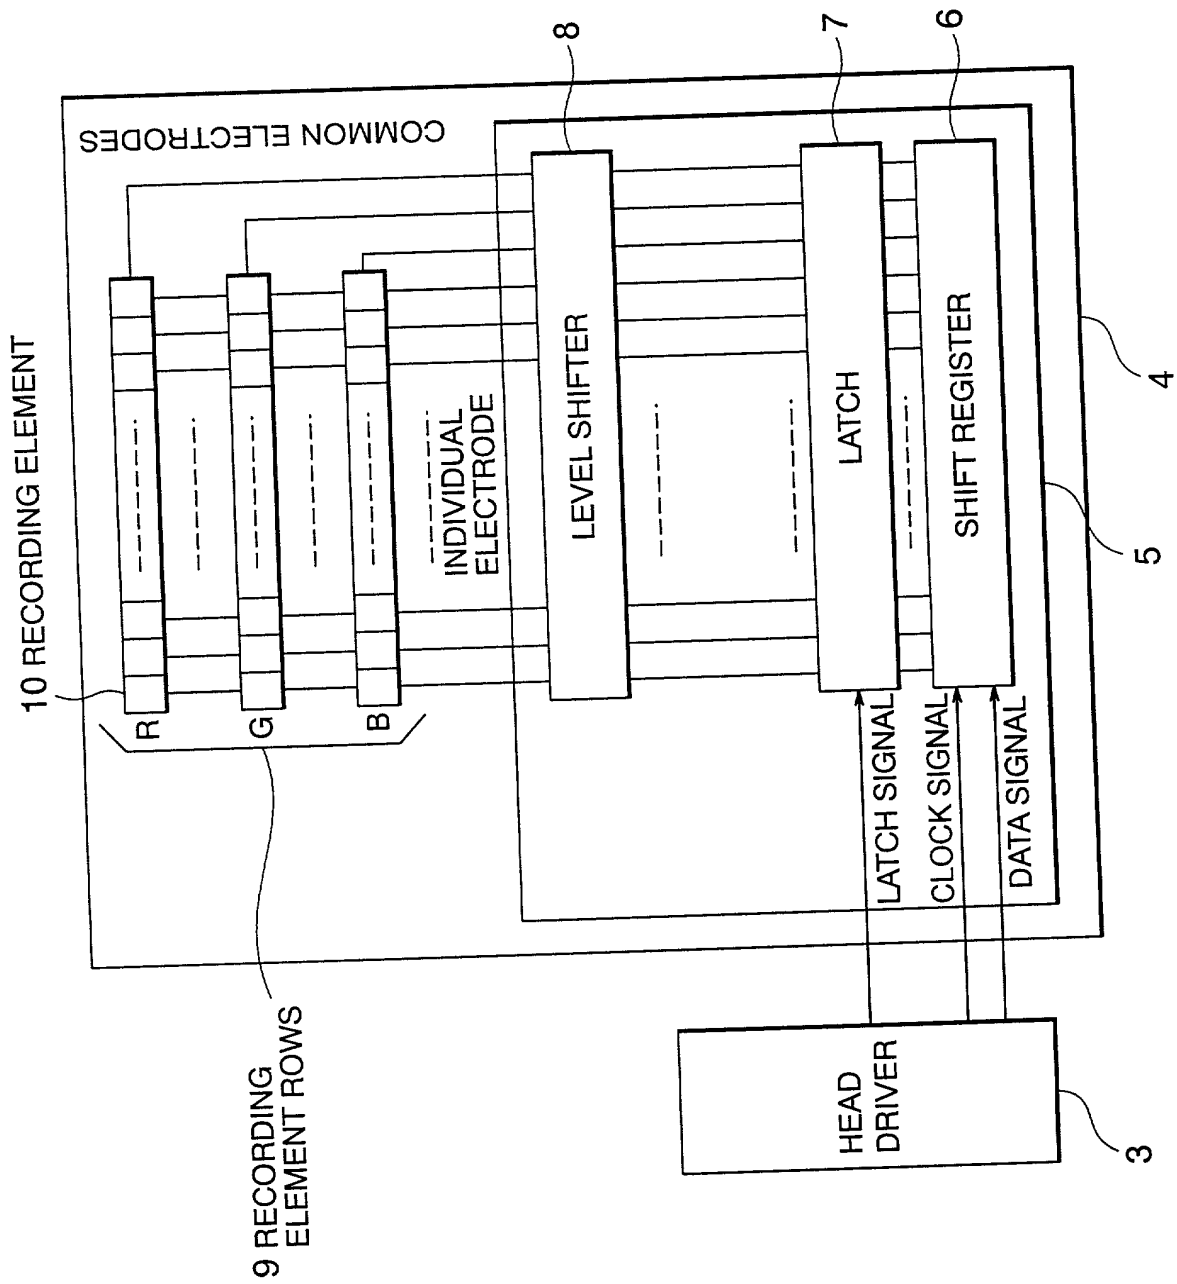 10 RECORDING ELEMENT
COMMON ELECTRODES
R
G
B
9 RECORDING
ELEMENT ROWS
INDIVIDUAL
ELECTRODE
LEVEL SHIFTER
8
LATCH
7
SHIFT REGISTER
6
LATCH SIGNAL
CLOCK SIGNAL
DATA SIGNAL
HEAD
DRIVER
3
5
4